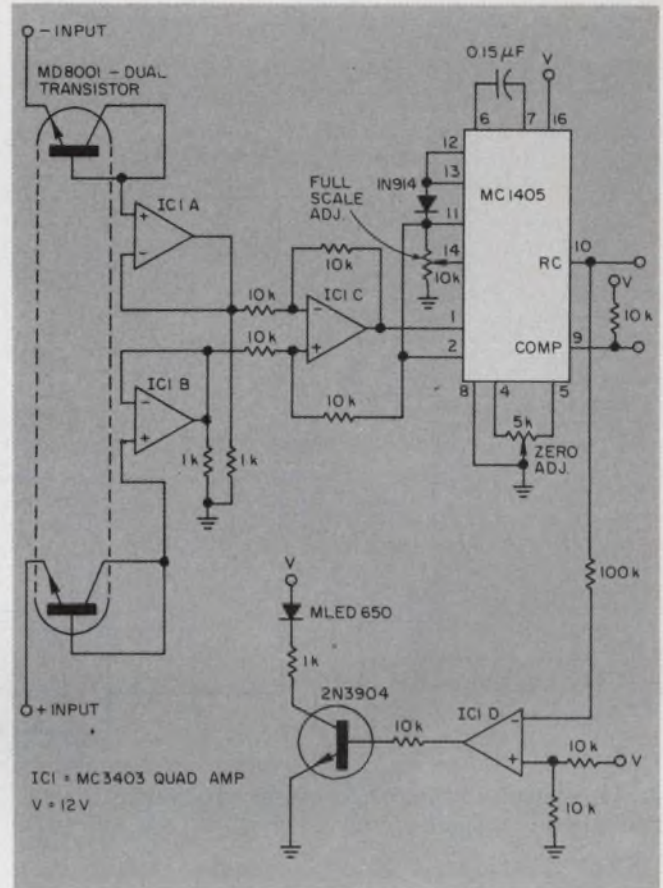 – INPUT
MD8001 – DUAL
TRANSISTOR
+
IC1 A
–
–
IC1 B
+
1k
1k
10k
10k
10k
–
IC1 C
+
10k
FULL
SCALE
ADJ.
1N914
10k
0.15µF
V
6
7
16
12
13
MC1405
11
14
1
2
RC
10
V
10k
COMP
9
8
4
5
5k
ZERO
ADJ.
100k
V
MLED 650
1k
2N3904
10k
IC1 D
–
+
10k
V
10k
+ INPUT
IC1 = MC3403 QUAD AMP
V = 12V